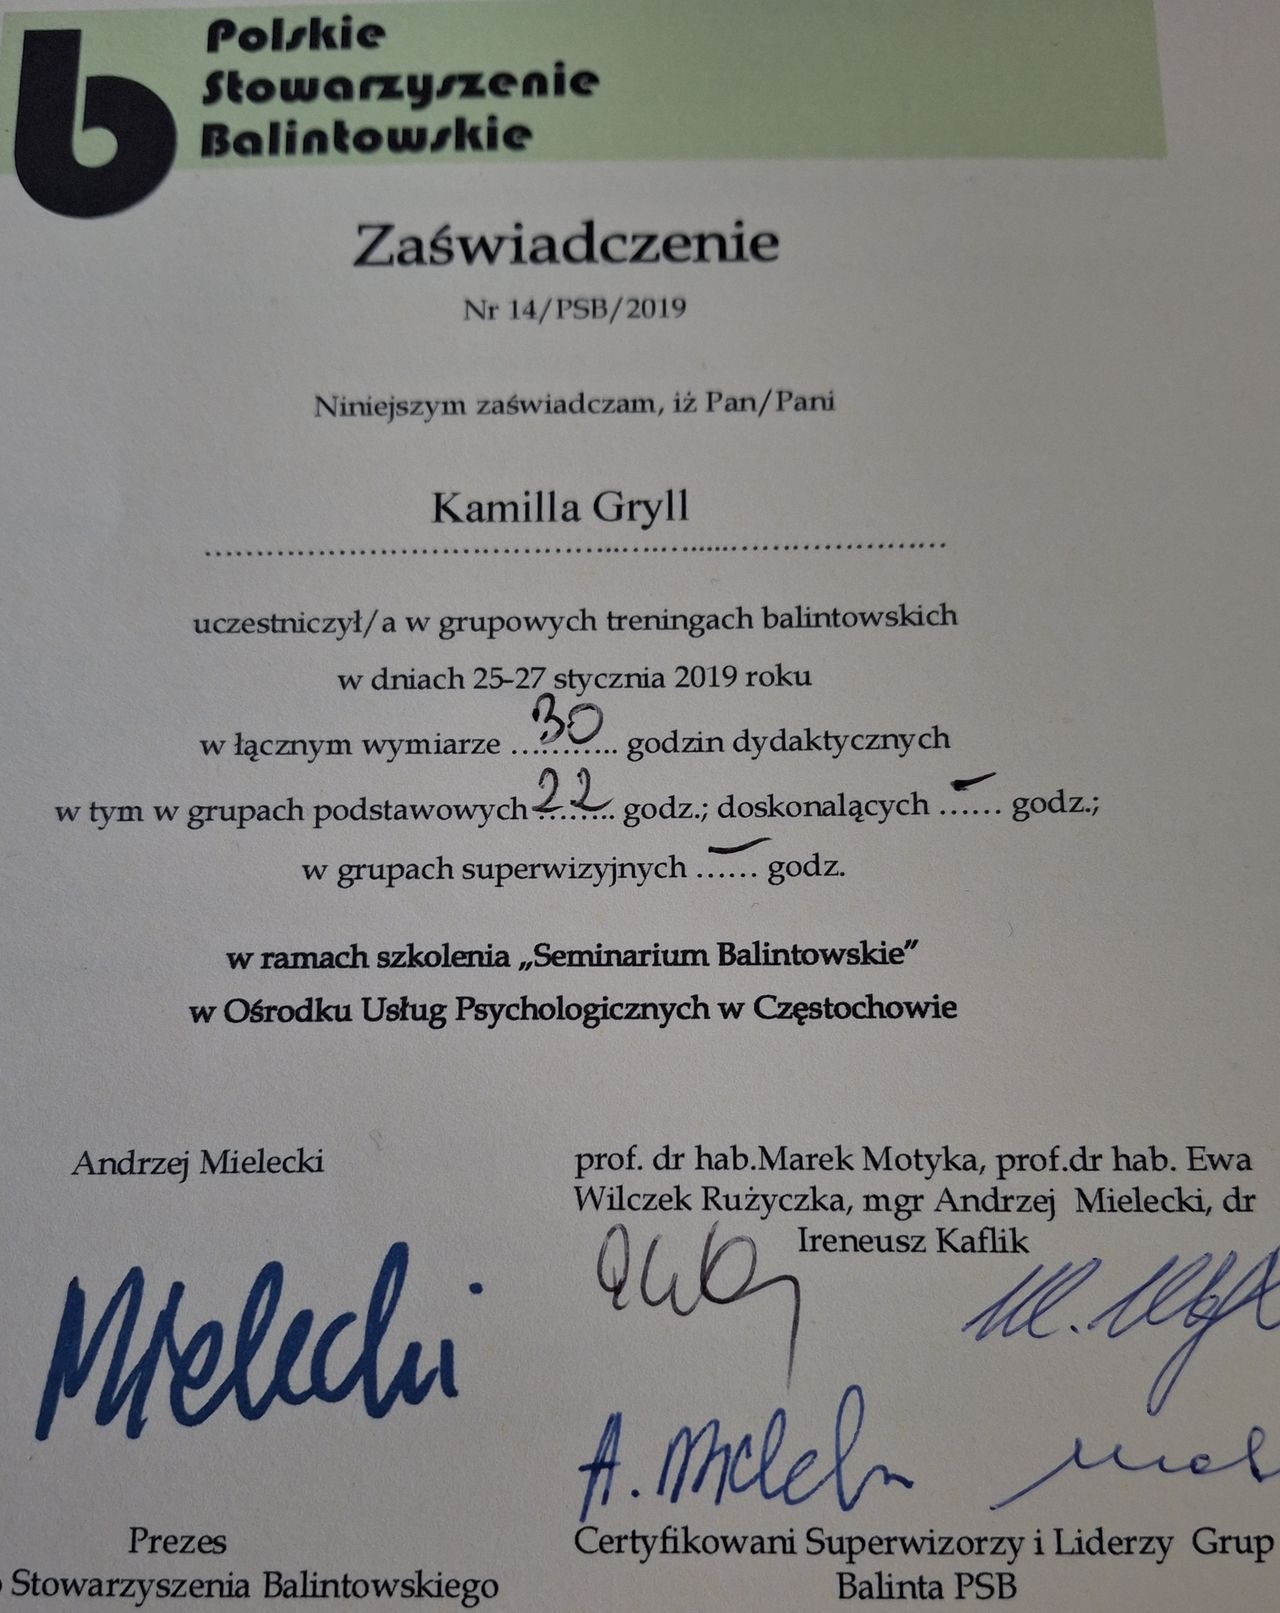 b
Polskie
Stowarzyszenie
Balintowskie
Zaświadczenie
Nr 14/PSB/2019
Niniejszym zaświadczam, iż Pan/Pani
Kamilla Gryll
uczestniczył/a w grupowych treningach balintowskich
w dniach 25-27 stycznia 2019 roku
w łącznym wymiarze ...30... godzin dydaktycznych
w tym w grupach podstawowych 22 godz.; doskonalących ...–... godz.;
w grupach superwizyjnych ...–... godz.
w ramach szkolenia „Seminarium Balintowskie”
w Ośrodku Usług Psychologicznych w Częstochowie
Andrzej Mielecki
prof. dr hab.Marek Motyka, prof.dr hab. Ewa
Wilczek Rużyczka, mgr Andrzej Mielecki, dr
Ireneusz Kaflik
Mielecki
A. Mielecki
Prezes
Stowarzyszenia Balintowskiego
Certyfikowani Superwizorzy i Liderzy Grup
Balinta PSB